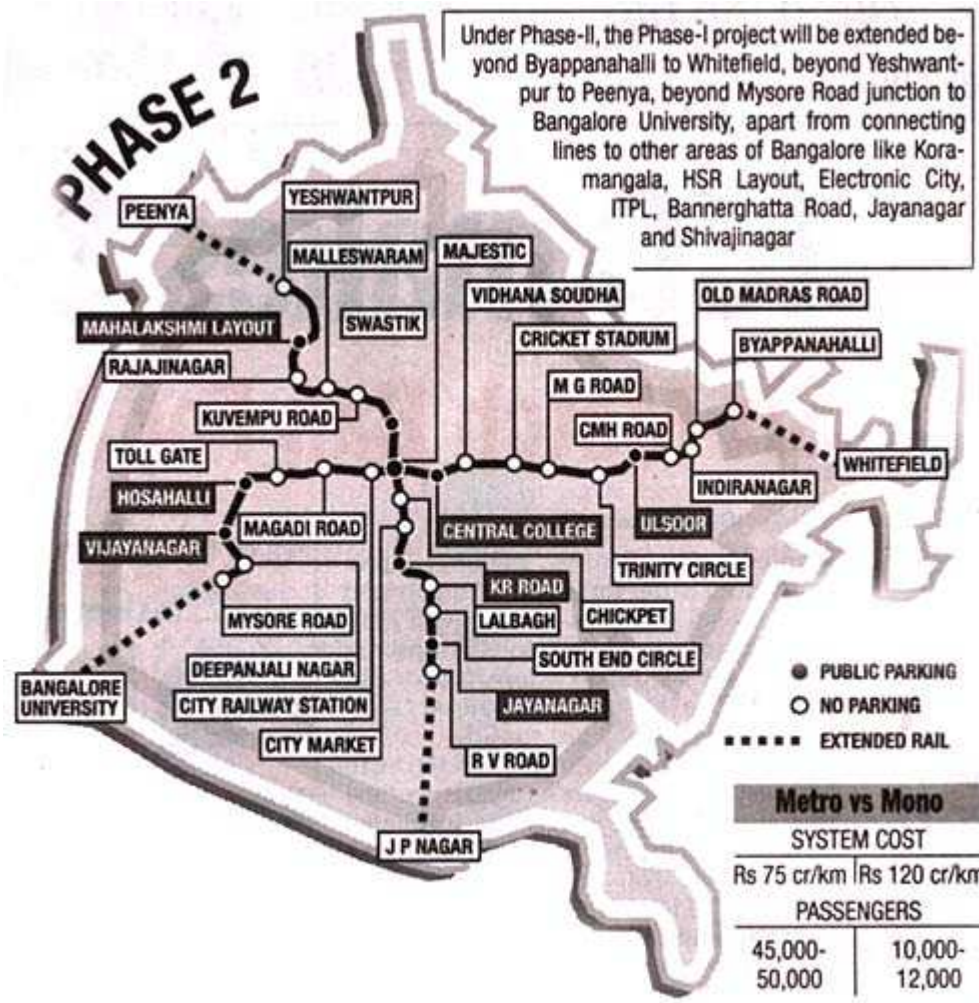 PHASE 2
Under Phase-II, the Phase-I project will be extended be-
yond Byappanahalli to Whitefield, beyond Yeshwant-
pur to Peenya, beyond Mysore Road junction to
Bangalore University, apart from connecting
lines to other areas of Bangalore like Kora-
mangala, HSR Layout, Electronic City,
ITPL, Bannerghatta Road, Jayanagar
and Shivajinagar
PEENYA
YESHWANTPUR
MALLESWARAM
MAJESTIC
MAHALAKSHMI LAYOUT
SWASTIK
VIDHANA SOUDHA
OLD MADRAS ROAD
CRICKET STADIUM
BYAPPANAHALLI
RAJAJINAGAR
M G ROAD
KUVEMPU ROAD
CMH ROAD
TOLL GATE
WHITEFIELD
HOSAHALLI
INDIRANAGAR
MAGADI ROAD
CENTRAL COLLEGE
ULSOOR
VIJAYANAGAR
TRINITY CIRCLE
KR ROAD
MYSORE ROAD
LALBAGH
CHICKPET
DEEPANJALI NAGAR
SOUTH END CIRCLE
BANGALORE
UNIVERSITY
CITY RAILWAY STATION
JAYANAGAR
CITY MARKET
R V ROAD
J P NAGAR
PUBLIC PARKING
NO PARKING
EXTENDED RAIL
Metro vs Mono
SYSTEM COST
Rs 75 cr/km Rs 120 cr/km
PASSENGERS
45,000- 10,000-
50,000 12,000